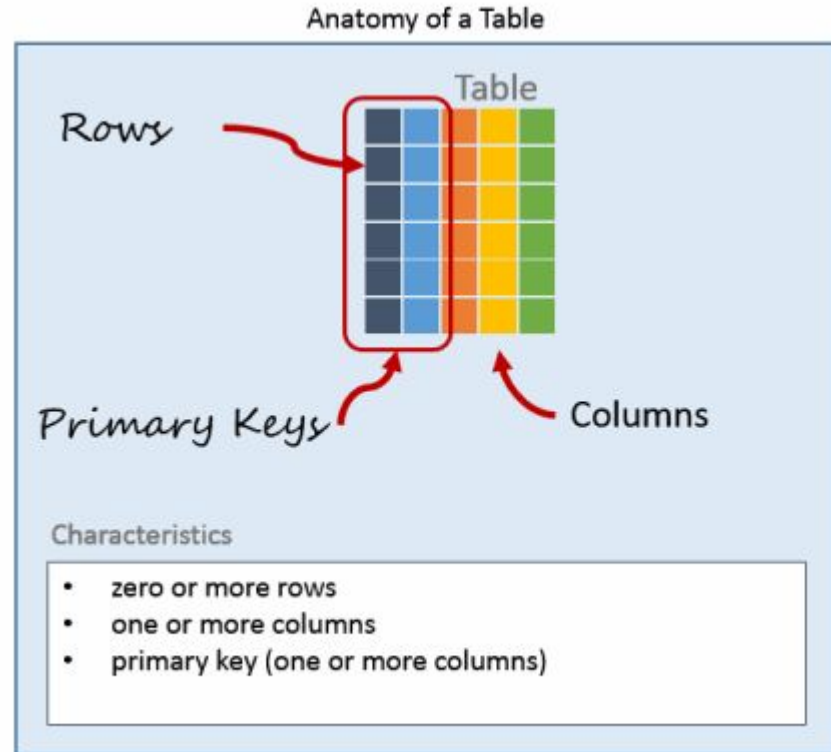 Anatomy of a Table
Table
Rows
Primary Keys
Columns
Characteristics
• zero or more rows
• one or more columns
• primary key (one or more columns)